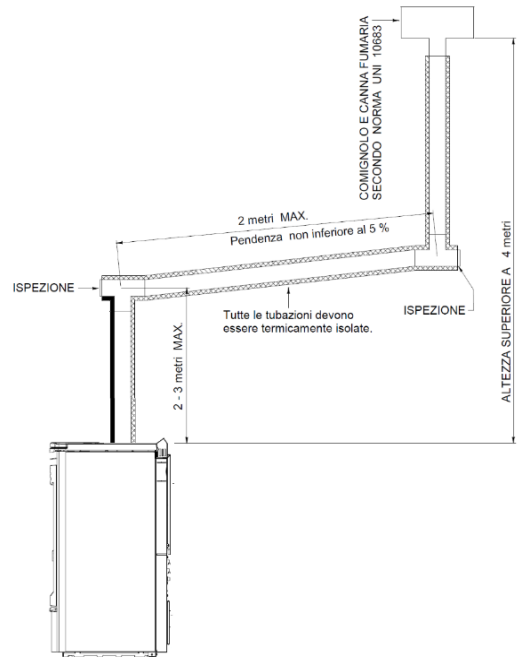 COMIGNOLO E CANNA FUMARIA
SECONDO NORMA UNI 10683
2 metri MAX.
Pendenza non inferiore al 5 %
ISPEZIONE
ISPEZIONE
Tutte le tubazioni devono
essere termicamente isolate.
2 - 3 metri MAX.
ALTEZZA SUPERIORE A 4 metri